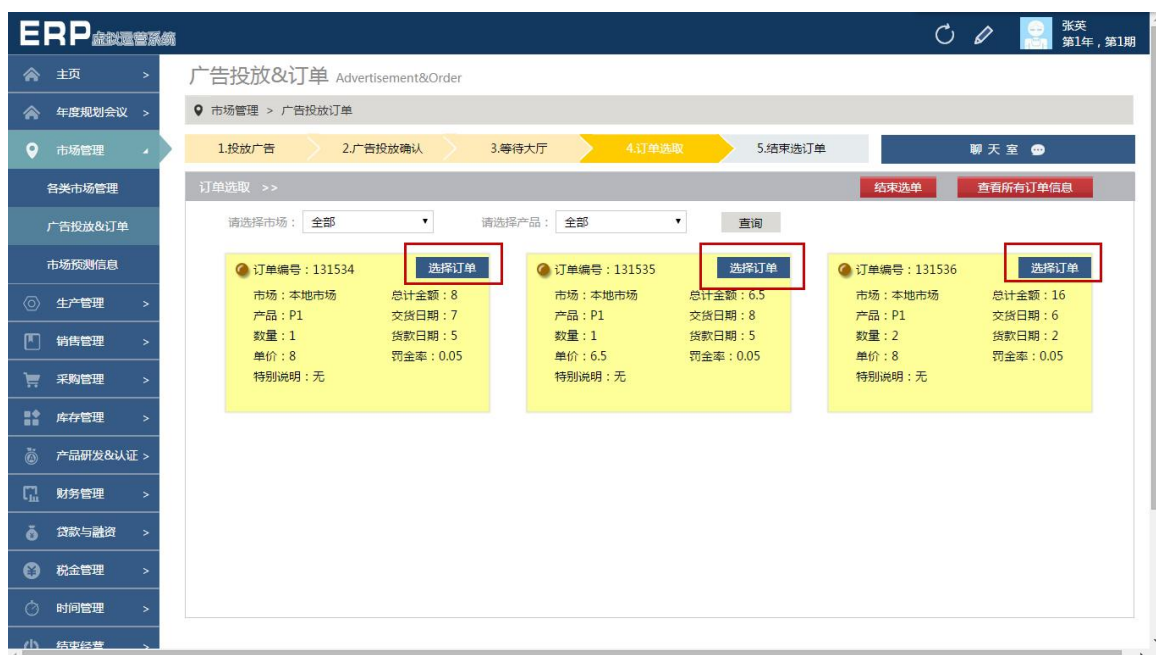 ERP虚拟运营系统
张英
第1年，第1期
主页 >
年度规划会议 >
市场管理
各类市场管理
广告投放&订单
市场预测信息
生产管理 >
销售管理 >
采购管理 >
库存管理 >
产品研发&认证 >
财务管理 >
贷款与融资 >
税金管理 >
时间管理 >
结束经营 >
广告投放&订单 Advertisement&Order
市场管理 > 广告投放订单
1.投放广告 2.广告投放确认 3.等待大厅 4.订单选取 5.结束选订单 聊天室
订单选取 >> 结束选单 查看所有订单信息
请选择市场： 全部 请选择产品： 全部 查询
订单编号：131534 选择订单
市场：本地市场 总计金额：8
产品：P1 交货日期：7
数量：1 货款日期：5
单价：8 罚金率：0.05
特别说明：无
订单编号：131535 选择订单
市场：本地市场 总计金额：6.5
产品：P1 交货日期：8
数量：1 货款日期：5
单价：6.5 罚金率：0.05
特别说明：无
订单编号：131536 选择订单
市场：本地市场 总计金额：16
产品：P1 交货日期：6
数量：2 货款日期：2
单价：8 罚金率：0.05
特别说明：无